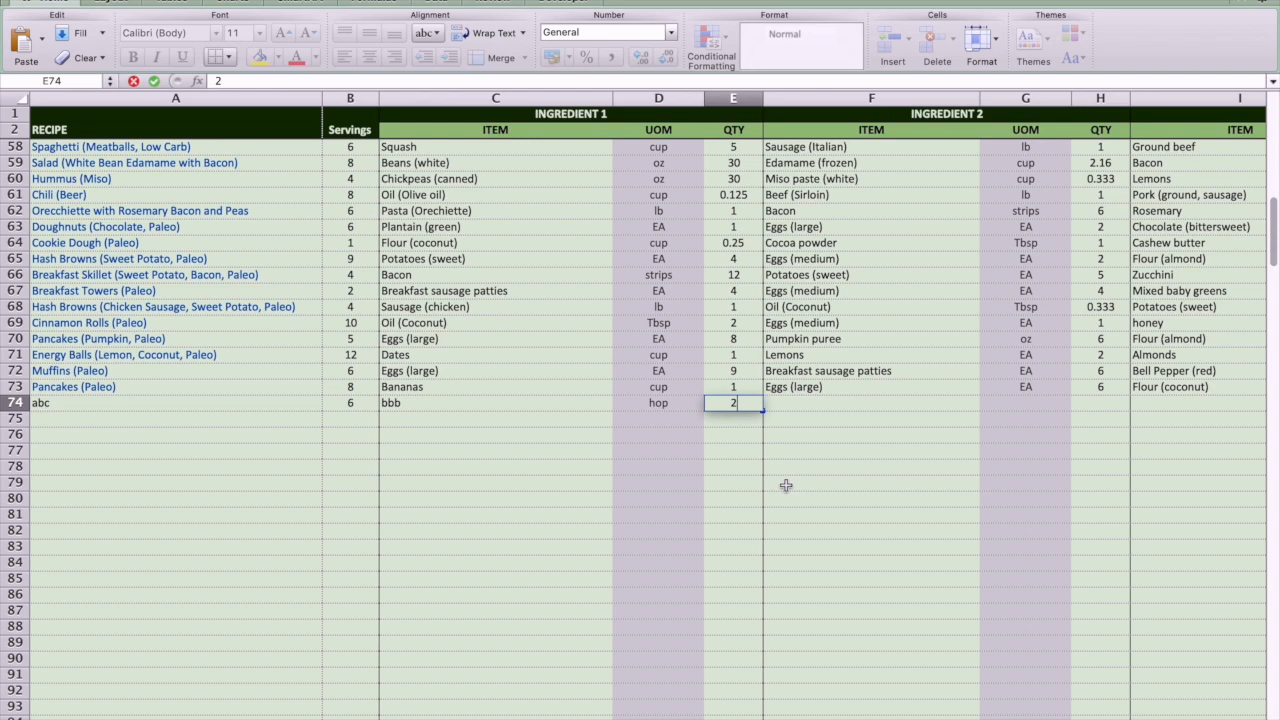 Edit Font Alignment Number Format Cells Themes
Fill Calibri (Body) 11 A A abc Wrap Text General Normal
Paste Clear B I U A Merge % , Conditional Formatting Insert Delete Format Themes Aa
E74 fx 2
A B C D E F G H I
1 INGREDIENT 1 INGREDIENT 2
2 RECIPE Servings ITEM UOM QTY ITEM UOM QTY ITEM
58 Spaghetti (Meatballs, Low Carb) 6 Squash cup 5 Sausage (Italian) lb 1 Ground beef
59 Salad (White Bean Edamame with Bacon) 8 Beans (white) oz 30 Edamame (frozen) cup 2.16 Bacon
60 Hummus (Miso) 4 Chickpeas (canned) oz 30 Miso paste (white) cup 0.333 Lemons
61 Chili (Beer) 8 Oil (Olive oil) cup 0.125 Beef (Sirloin) lb 1 Pork (ground, sausage)
62 Orecchiette with Rosemary Bacon and Peas 6 Pasta (Orechiette) lb 1 Bacon strips 6 Rosemary
63 Doughnuts (Chocolate, Paleo) 6 Plantain (green) EA 1 Eggs (large) EA 2 Chocolate (bittersweet)
64 Cookie Dough (Paleo) 1 Flour (coconut) cup 0.25 Cocoa powder Tbsp 1 Cashew butter
65 Hash Browns (Sweet Potato, Paleo) 9 Potatoes (sweet) EA 4 Eggs (medium) EA 2 Flour (almond)
66 Breakfast Skillet (Sweet Potato, Bacon, Paleo) 4 Bacon strips 12 Potatoes (sweet) EA 5 Zucchini
67 Breakfast Towers (Paleo) 2 Breakfast sausage patties EA 4 Eggs (medium) EA 4 Mixed baby greens
68 Hash Browns (Chicken Sausage, Sweet Potato, Paleo) 4 Sausage (chicken) lb 1 Oil (Coconut) Tbsp 0.333 Potatoes (sweet)
69 Cinnamon Rolls (Paleo) 10 Oil (Coconut) Tbsp 2 Eggs (medium) EA 1 honey
70 Pancakes (Pumpkin, Paleo) 5 Eggs (large) EA 8 Pumpkin puree oz 6 Flour (almond)
71 Energy Balls (Lemon, Coconut, Paleo) 12 Dates cup 1 Lemons EA 2 Almonds
72 Muffins (Paleo) 6 Eggs (large) EA 9 Breakfast sausage patties EA 6 Bell Pepper (red)
73 Pancakes (Paleo) 8 Bananas cup 1 Eggs (large) EA 6 Flour (coconut)
74 abc 6 bbb hop 2
75
76
77
78
79
80
81
82
83
84
85
86
87
88
89
90
91
92
93